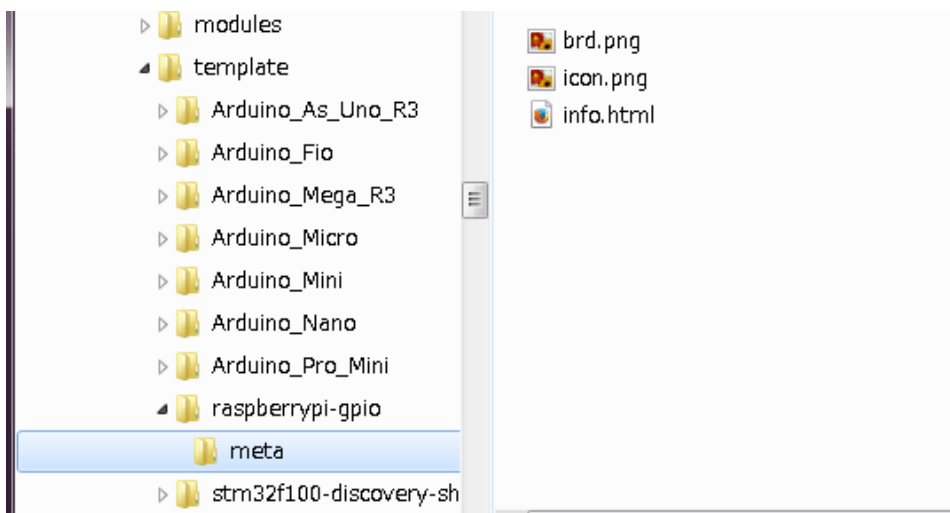 modules
template
Arduino_As_Uno_R3
Arduino_Fio
Arduino_Mega_R3
Arduino_Micro
Arduino_Mini
Arduino_Nano
Arduino_Pro_Mini
raspberrypi-gpio
meta
stm32f100-discovery-sh
brd.png
icon.png
info.html